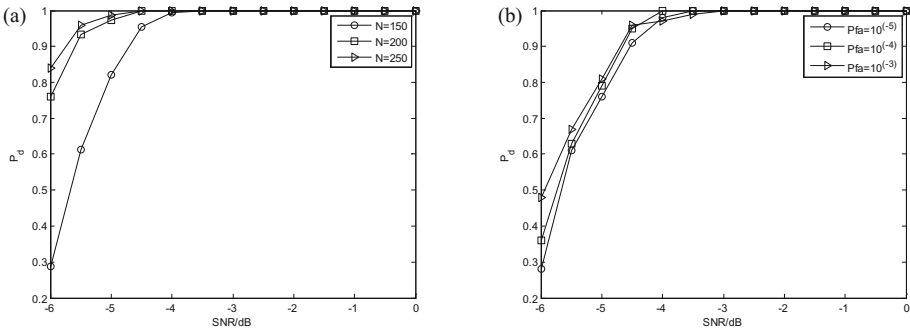 (a)
1
0.9
0.8
0.7
0.6
0.5
0.4
0.3
0.2
P_d
-6 -5 -4 -3 -2 -1 0
SNR/dB
N=150
N=200
N=250
(b)
1
0.9
0.8
0.7
0.6
0.5
0.4
0.3
0.2
P_d
-6 -5 -4 -3 -2 -1 0
SNR/dB
Pfa=10^(-5)
Pfa=10^(-4)
Pfa=10^(-3)